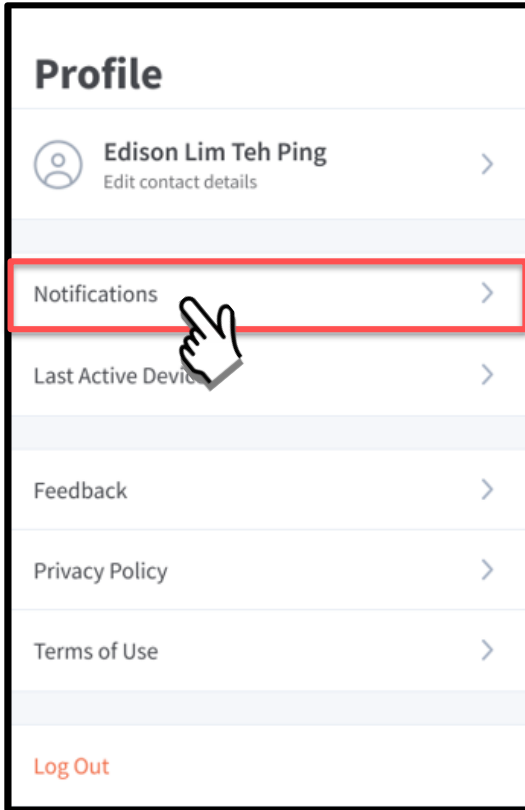 Profile
Edison Lim Teh Ping
Edit contact details
Notifications
Last Active
Feedback
Privacy Policy
Terms of Use
Log Out